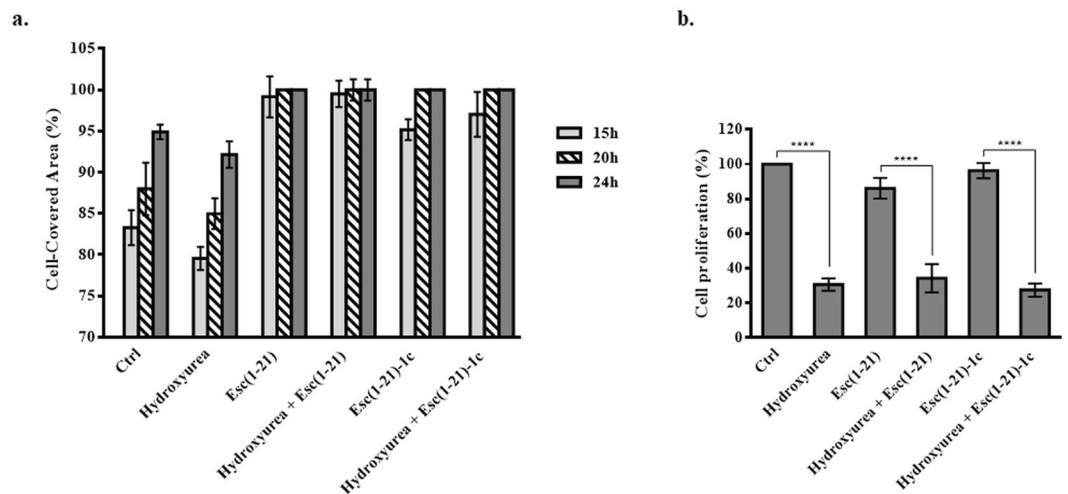 a.
105
100
95
90
85
80
75
70
Cell-Covered Area (%)
Ctrl
Hydroxyurea
Esc(1-21)
Hydroxyurea + Esc(1-21)
Esc(1-21)-1c
Hydroxyurea + Esc(1-21)-1c
15h
20h
24h
b.
120
100
80
60
40
20
0
Cell proliferation (%)
****
****
****
Ctrl
Hydroxyurea
Esc(1-21)
Hydroxyurea + Esc(1-21)
Esc(1-21)-1c
Hydroxyurea + Esc(1-21)-1c